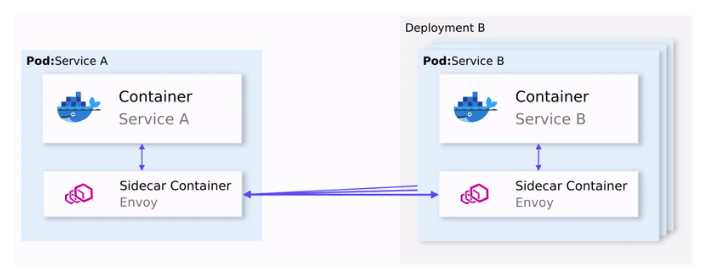 Deployment B
Pod:Service A
Container
Service A
Sidecar Container
Envoy
Pod:Service B
Container
Service B
Sidecar Container
Envoy